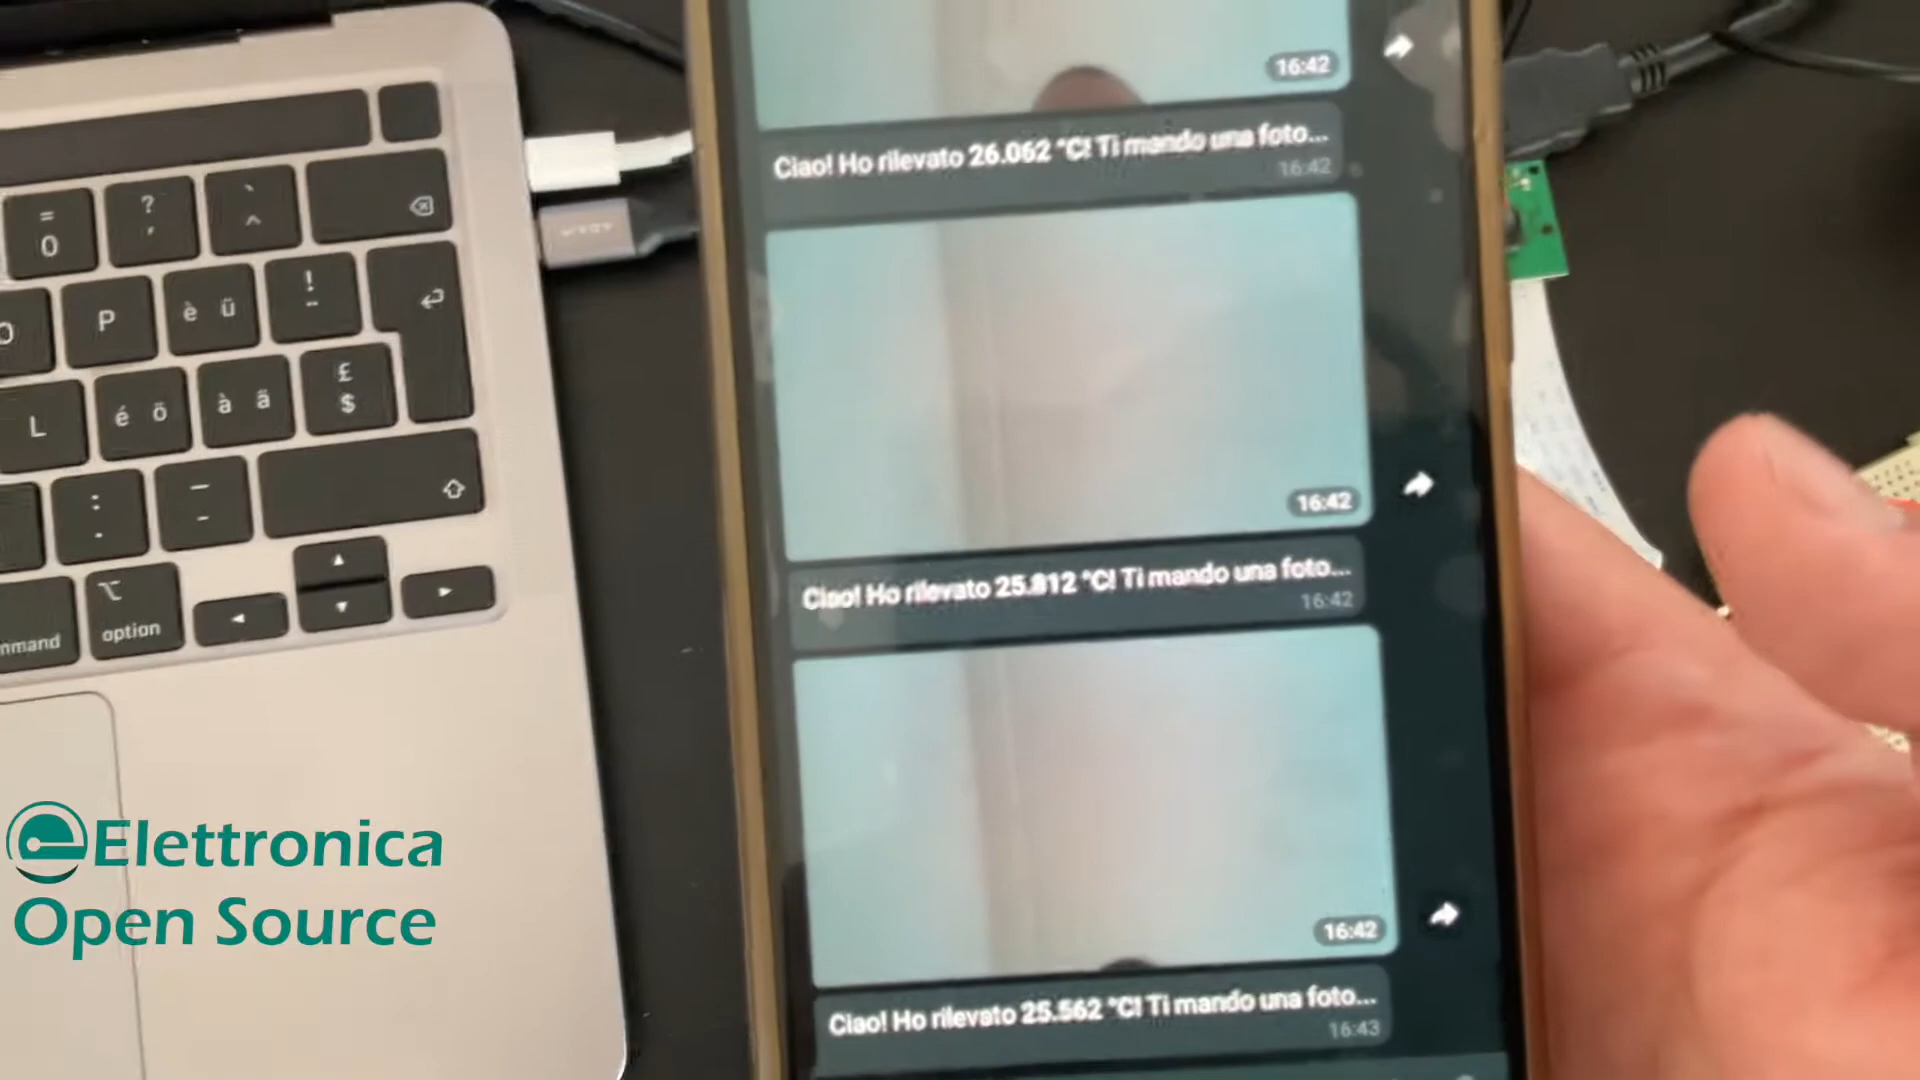 16:42
Ciao! Ho rilevato 26.062 °C! Ti mando una foto...
16:42
16:42
Ciao! Ho rilevato 25.812 °C! Ti mando una foto...
16:42
16:43
Ciao! Ho rilevato 25.562 °C! Ti mando una foto...
16:42
=
0
?
'
`
^
P
è ü
!
¨
L
é ö
à ä
£
$
:
.
_
-
mmand
option
Elettronica
Open Source